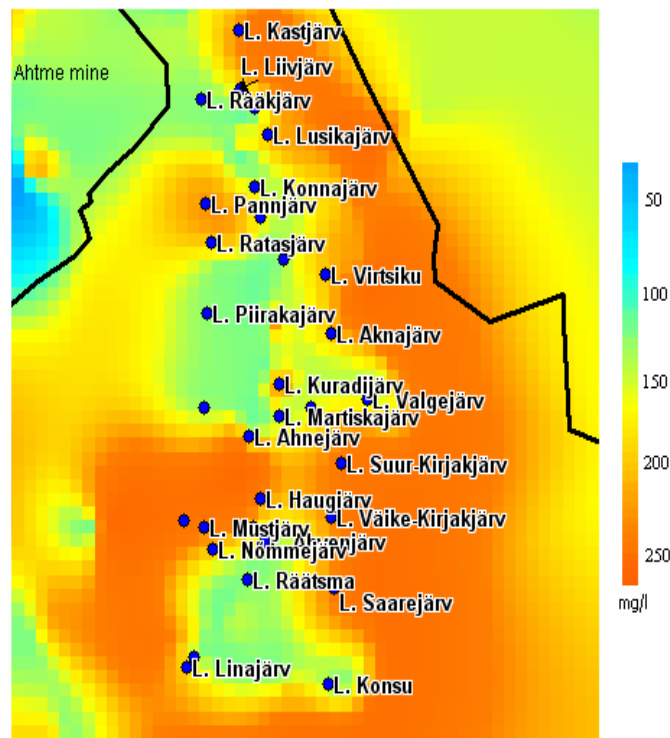 L. Kastjärv
L. Liivjärv
Ahtme mine
L. Rääkjärv
L. Lusikajärv
L. Konnajärv
L. Pannjärv
L. Ratasjärv
L. Virtsiku
L. Piirakajärv
L. Aknajärv
L. Kuradijärv
L. Valgejärv
L. Martiskajärv
L. Ahnejärv
L. Suur-Kirjakjärv
L. Haugjärv
L. Väike-Kirjakjärv
L. Mustjärv
L. Nõmmejärv
L. Räätsma
L. Saarejärv
L. Linajärv
L. Konsu
50
100
150
200
250
mg/l